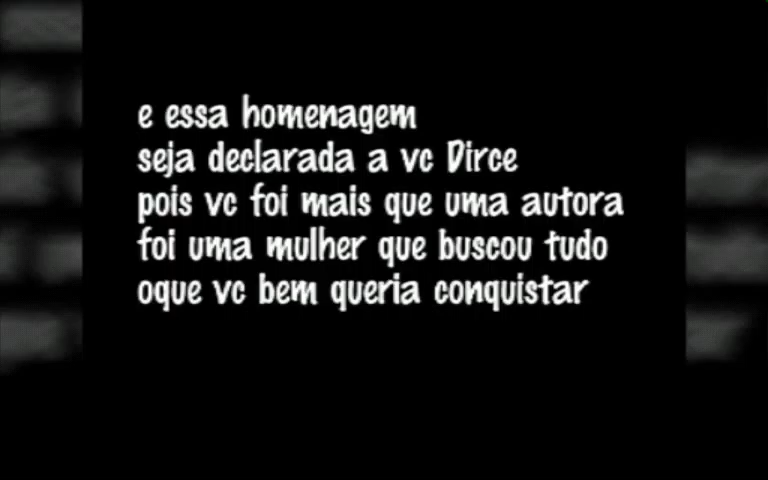 e essa homenagem
seja declarada a vc Dirce
pois vc foi mais que uma autora
foi uma mulher que buscou tudo
oque vc bem queria conquistar